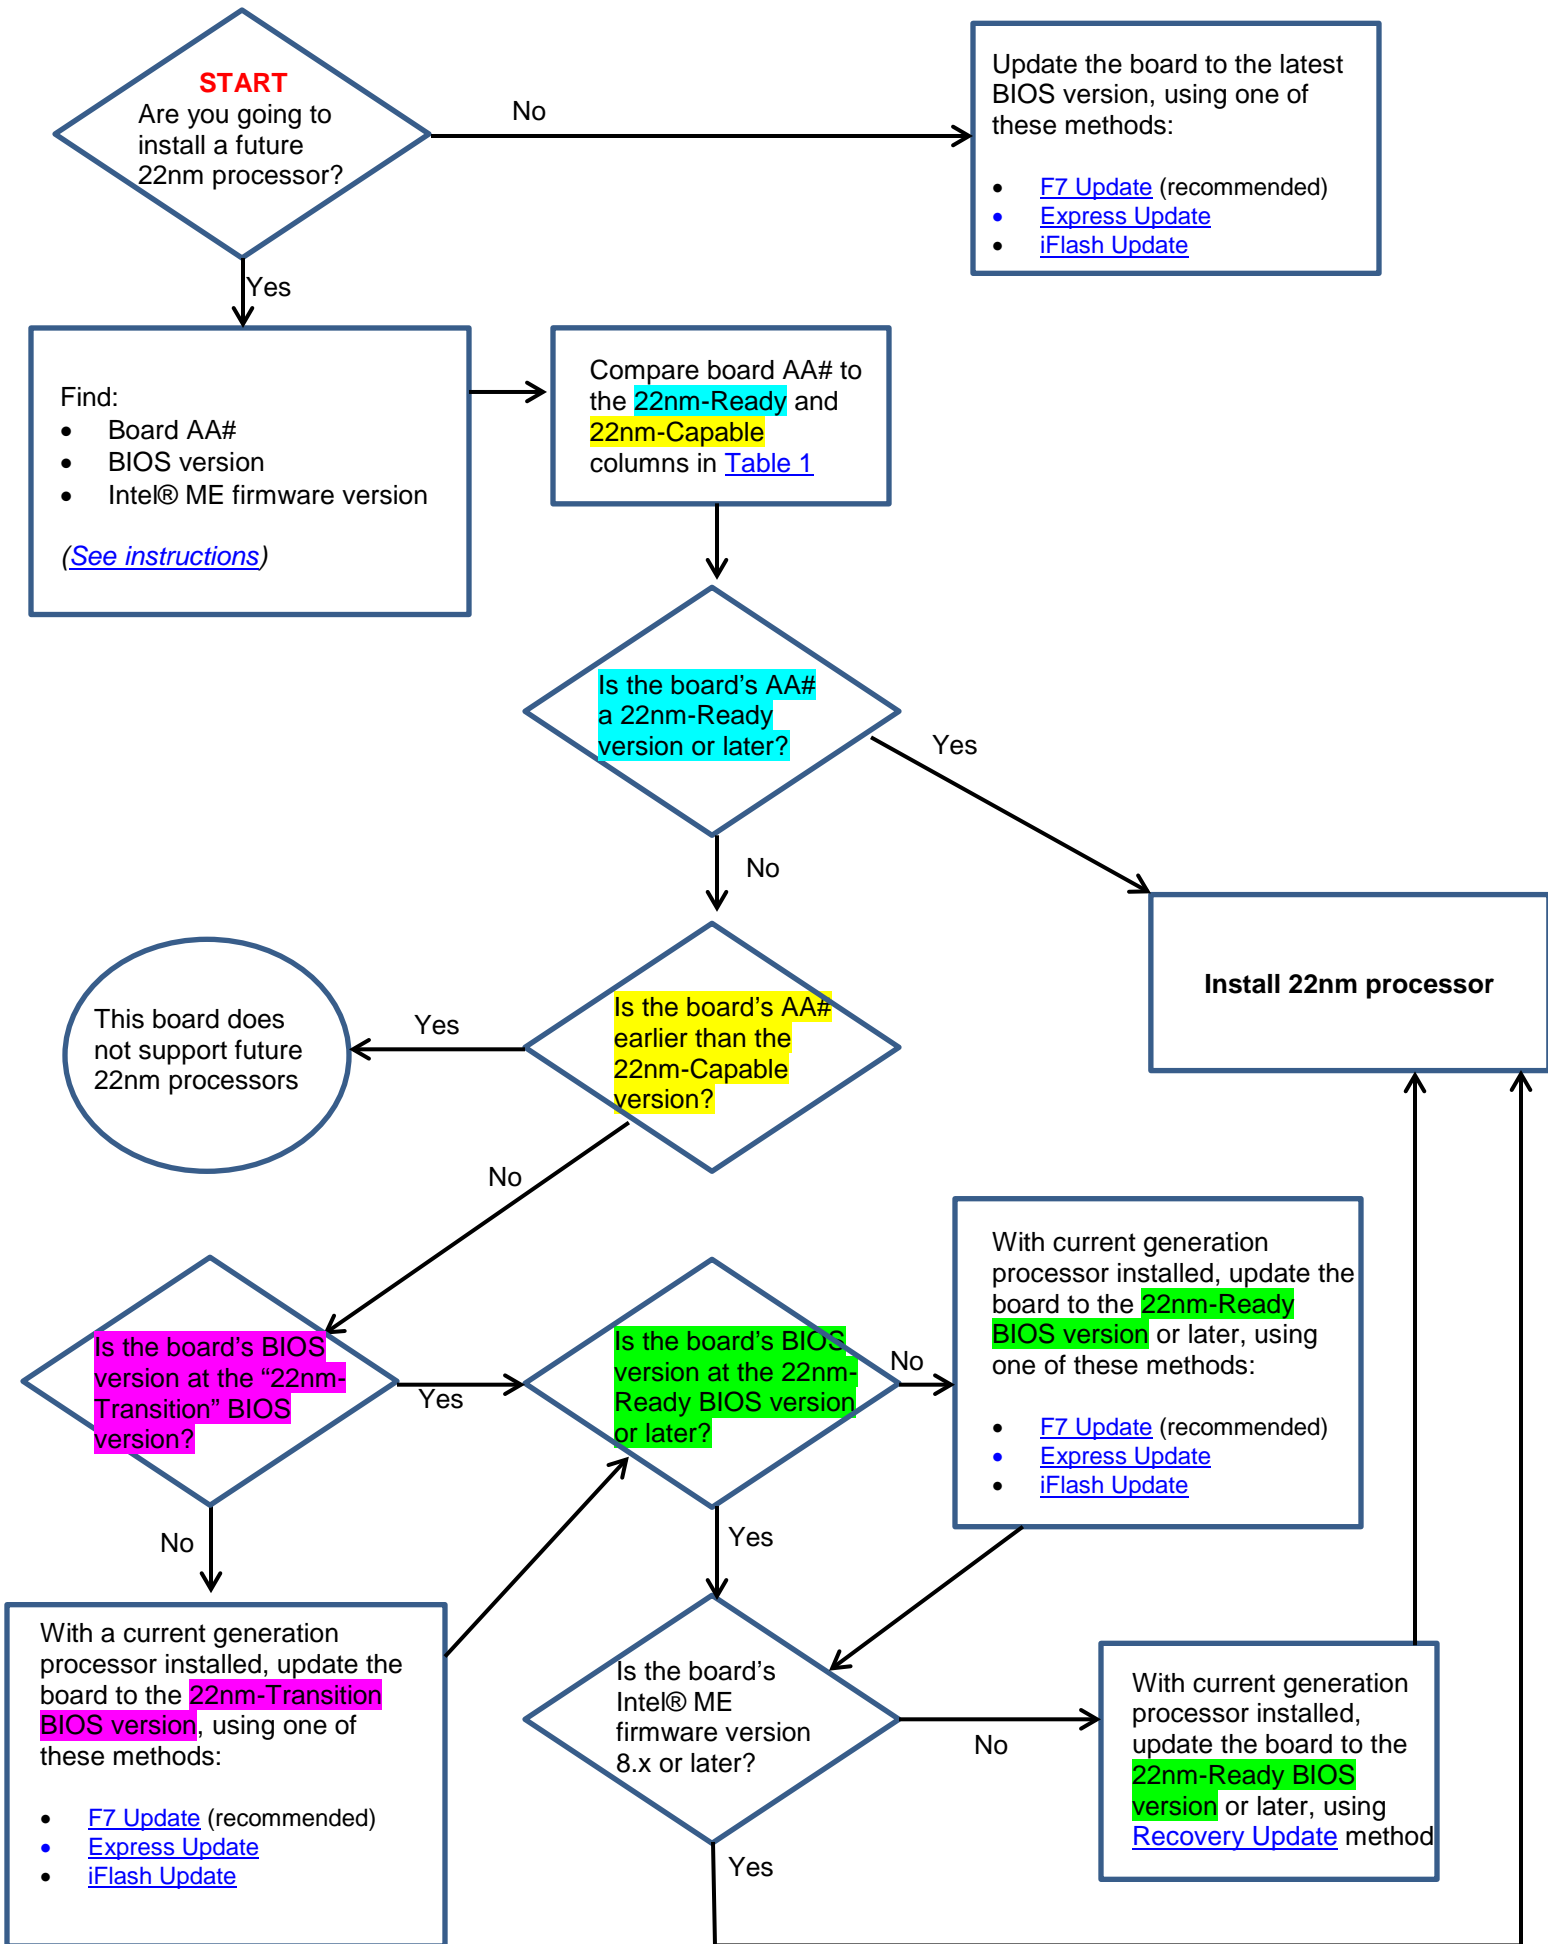 START
Are you going to
install a future
22nm processor?
No
Update the board to the latest
BIOS version, using one of
these methods:
• F7 Update (recommended)
• Express Update
• iFlash Update
Yes
Find:
• Board AA#
• BIOS version
• Intel® ME firmware version
(See instructions)
Compare board AA# to
the 22nm-Ready and
22nm-Capable
columns in Table 1
Is the board’s AA#
a 22nm-Ready
version or later?
Yes
No
Install 22nm processor
Is the board’s AA#
earlier than the
22nm-Capable
version?
Yes
This board does
not support future
22nm processors
No
Is the board’s BIOS
version at the “22nm-
Transition” BIOS
version?
Yes
Is the board’s BIOS
version at the 22nm-
Ready BIOS version
or later?
No
With current generation
processor installed, update the
board to the 22nm-Ready
BIOS version or later, using
one of these methods:
• F7 Update (recommended)
• Express Update
• iFlash Update
No
Yes
With a current generation
processor installed, update the
board to the 22nm-Transition
BIOS version, using one of
these methods:
• F7 Update (recommended)
• Express Update
• iFlash Update
Is the board’s
Intel® ME
firmware version
8.x or later?
No
With current generation
processor installed,
update the board to the
22nm-Ready BIOS
version or later, using
Recovery Update method
Yes